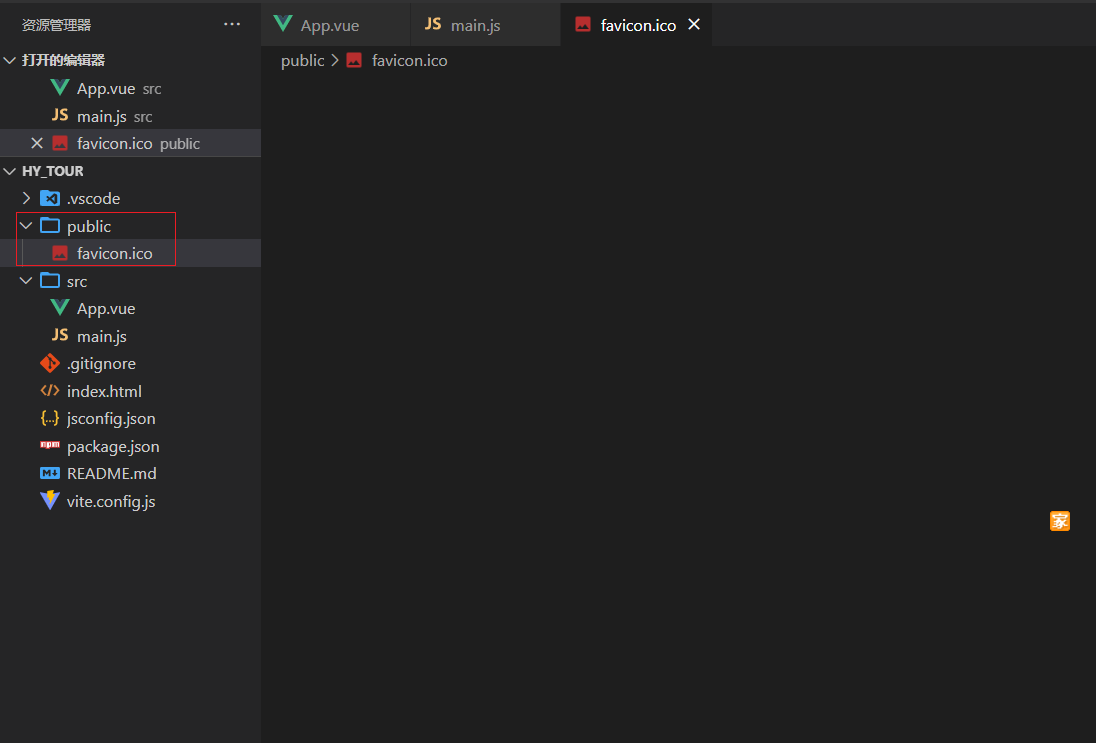 资源管理器 ···
打开的编辑器
App.vue src
JS main.js src
favicon.ico public
HY_TOUR
.vscode
public
favicon.ico
src
App.vue
JS main.js
.gitignore
</> index.html
{..} jsconfig.json
npm package.json
M↓ README.md
vite.config.js
App.vue
JS main.js
favicon.ico
public > favicon.ico
家